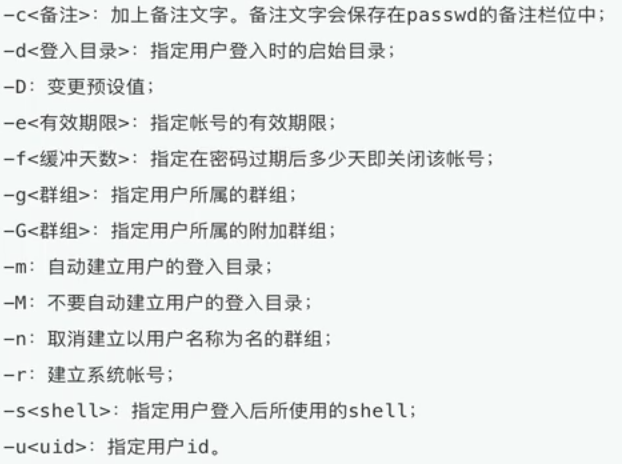 -c<备注>：加上备注文字。备注文字会保存在passwd的备注栏位中；
-d<登入目录>：指定用户登入时的启始目录；
-D：变更预设值；
-e<有效期限>：指定帐号的有效期限；
-f<缓冲天数>：指定在密码过期后多少天即关闭该帐号；
-g<群组>：指定用户所属的群组；
-G<群组>：指定用户所属的附加群组；
-m：自动建立用户的登入目录；
-M：不要自动建立用户的登入目录；
-n：取消建立以用户名称为名的群组；
-r：建立系统帐号；
-s<shell>：指定用户登入后所使用的shell；
-u<uid>：指定用户id。